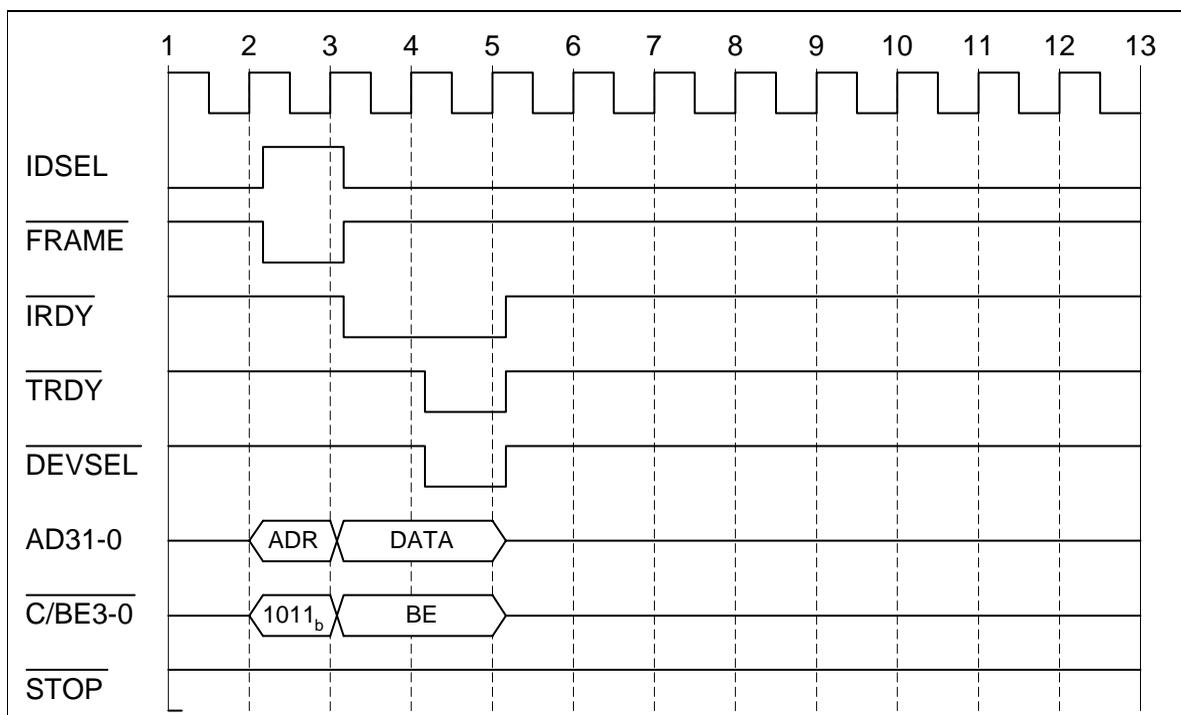 1 2 3 4 5 6 7 8 9 10 11 12 13
IDSEL
FRAME
IRDY
TRDY
DEVSEL
AD31-0 ADR DATA
C/BE3-0 1011b BE
STOP